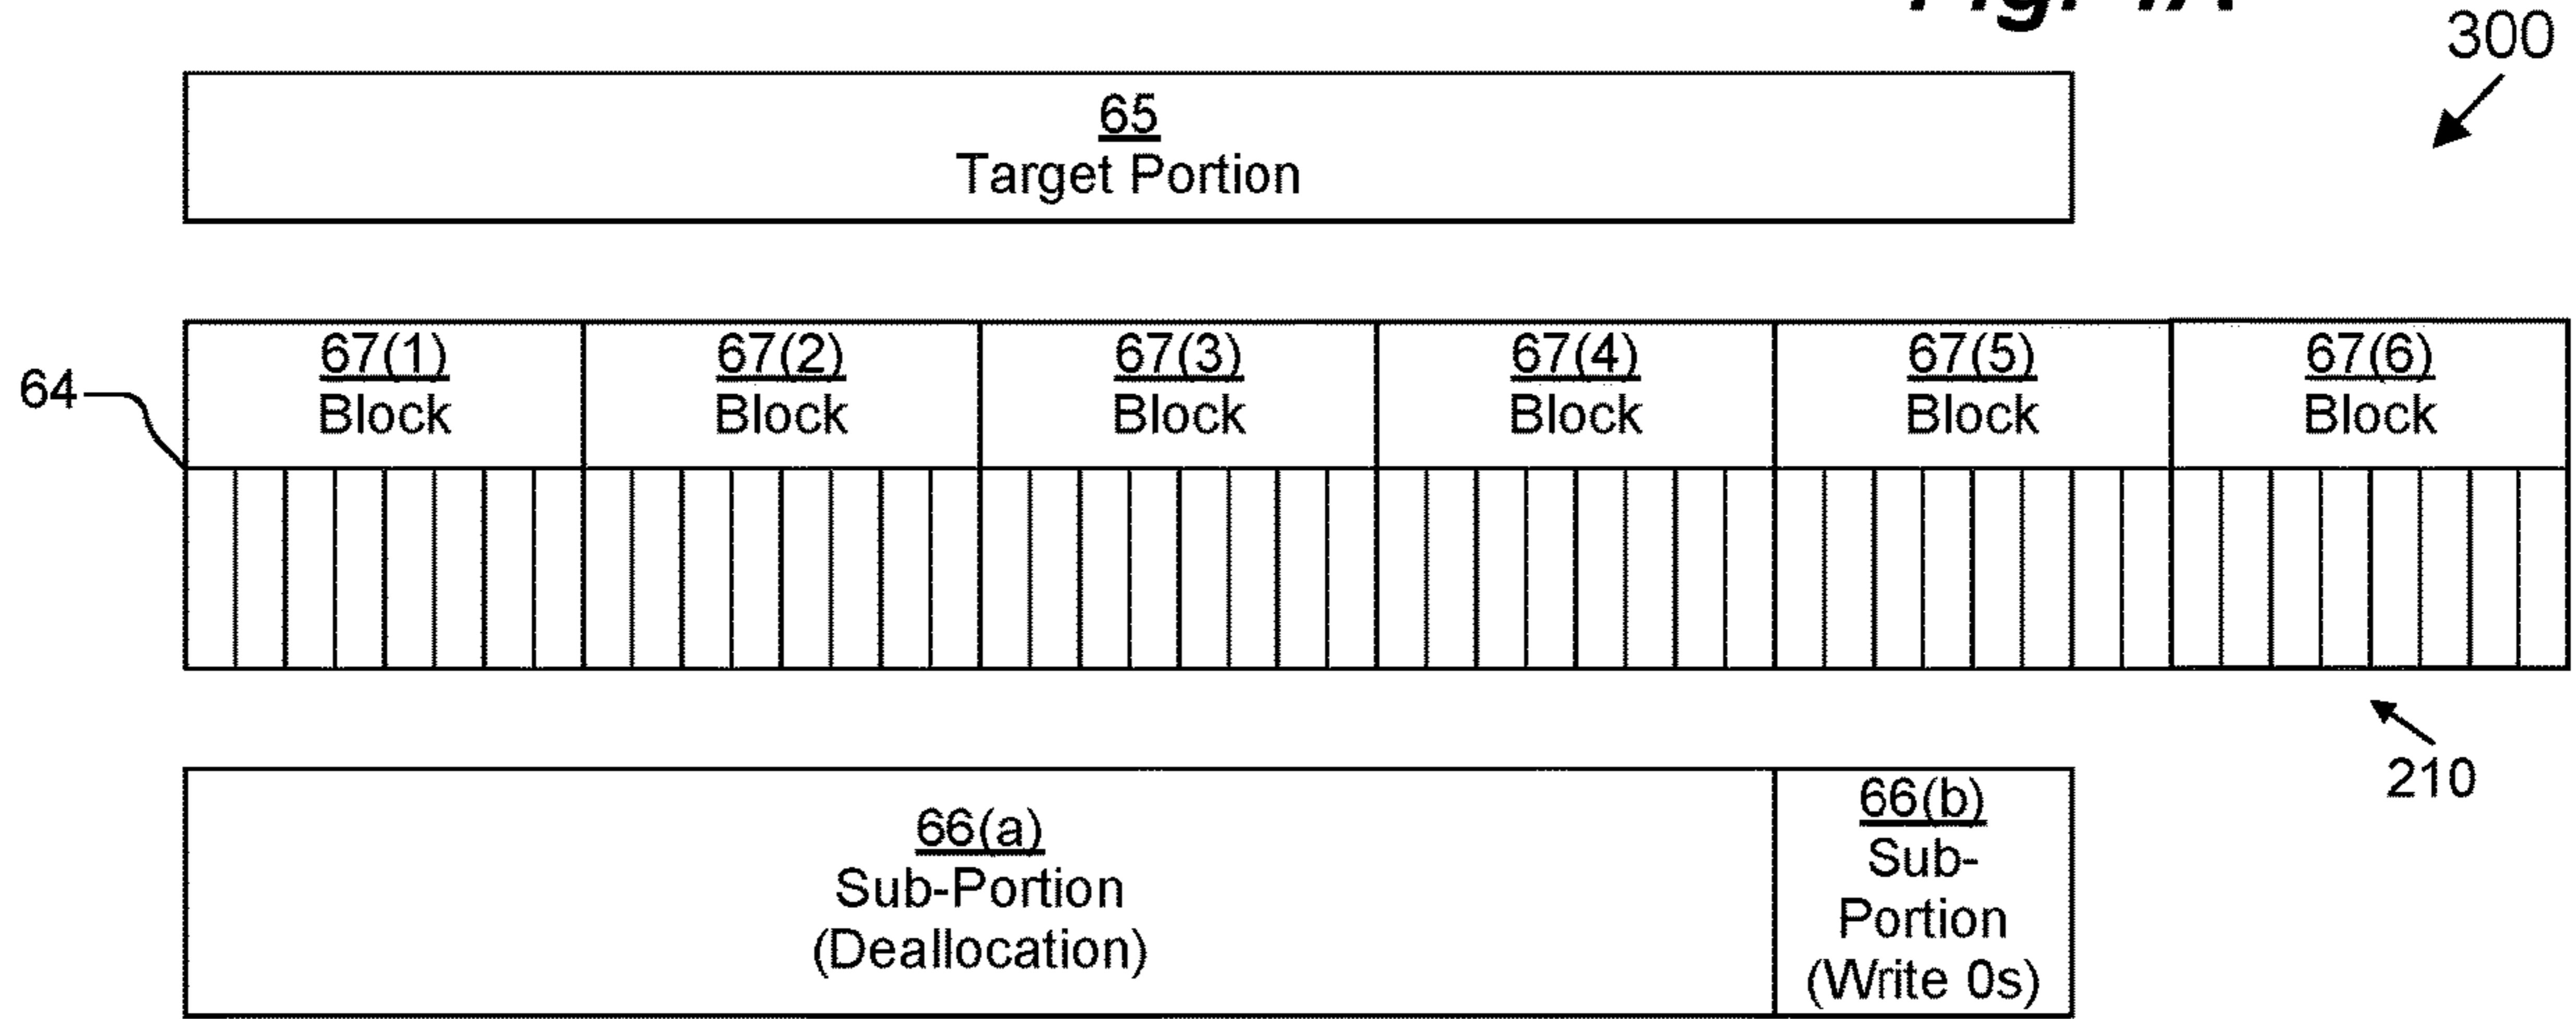 300
65
Target Portion
67(1)
Block
67(2)
Block
67(3)
Block
67(4)
Block
67(5)
Block
67(6)
Block
64
210
66(a)
Sub-Portion
(Deallocation)
66(b)
Sub-
Portion
(Write 0s)